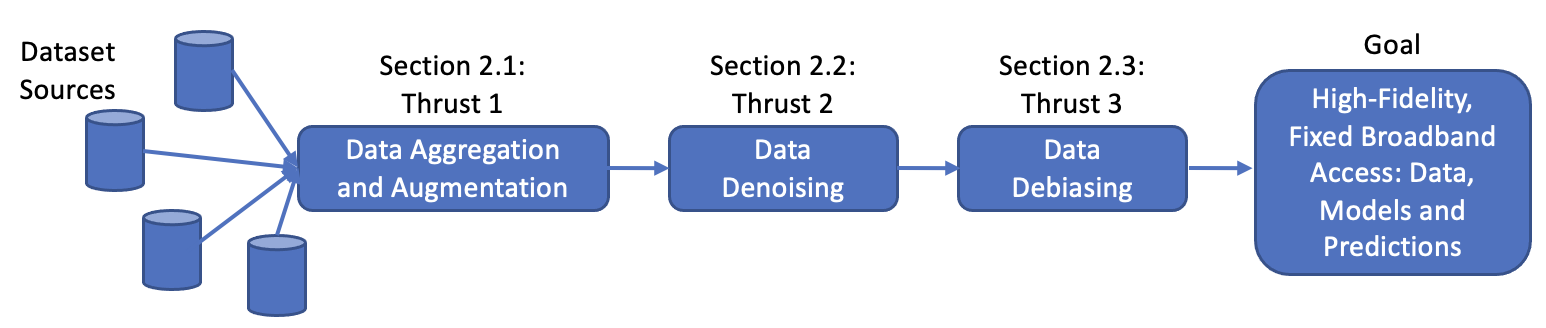 Dataset
Sources
Section 2.1:
Thrust 1
Data Aggregation
and Augmentation
Section 2.2:
Thrust 2
Data
Denoising
Section 2.3:
Thrust 3
Data
Debiasing
Goal
High-Fidelity,
Fixed Broadband
Access: Data,
Models and
Predictions